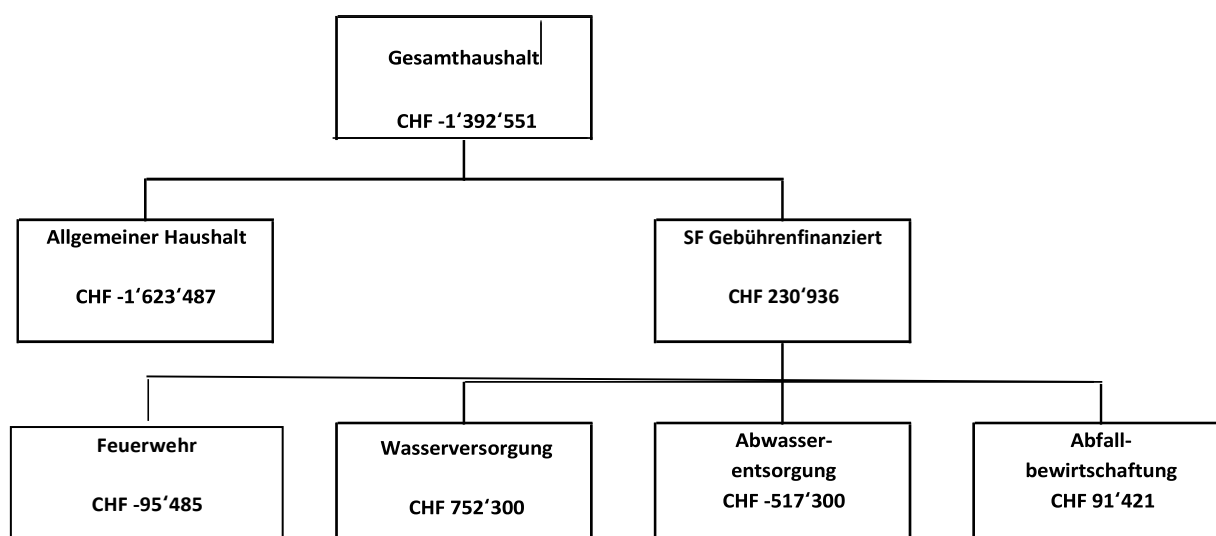 Gesamthaushalt
CHF -1‘392‘551
Allgemeiner Haushalt
CHF -1‘623‘487
SF Gebührenfinanziert
CHF 230‘936
Feuerwehr
CHF -95‘485
Wasserversorgung
CHF 752‘300
Abwasser-
entsorgung
CHF -517‘300
Abfall-
bewirtschaftung
CHF 91‘421